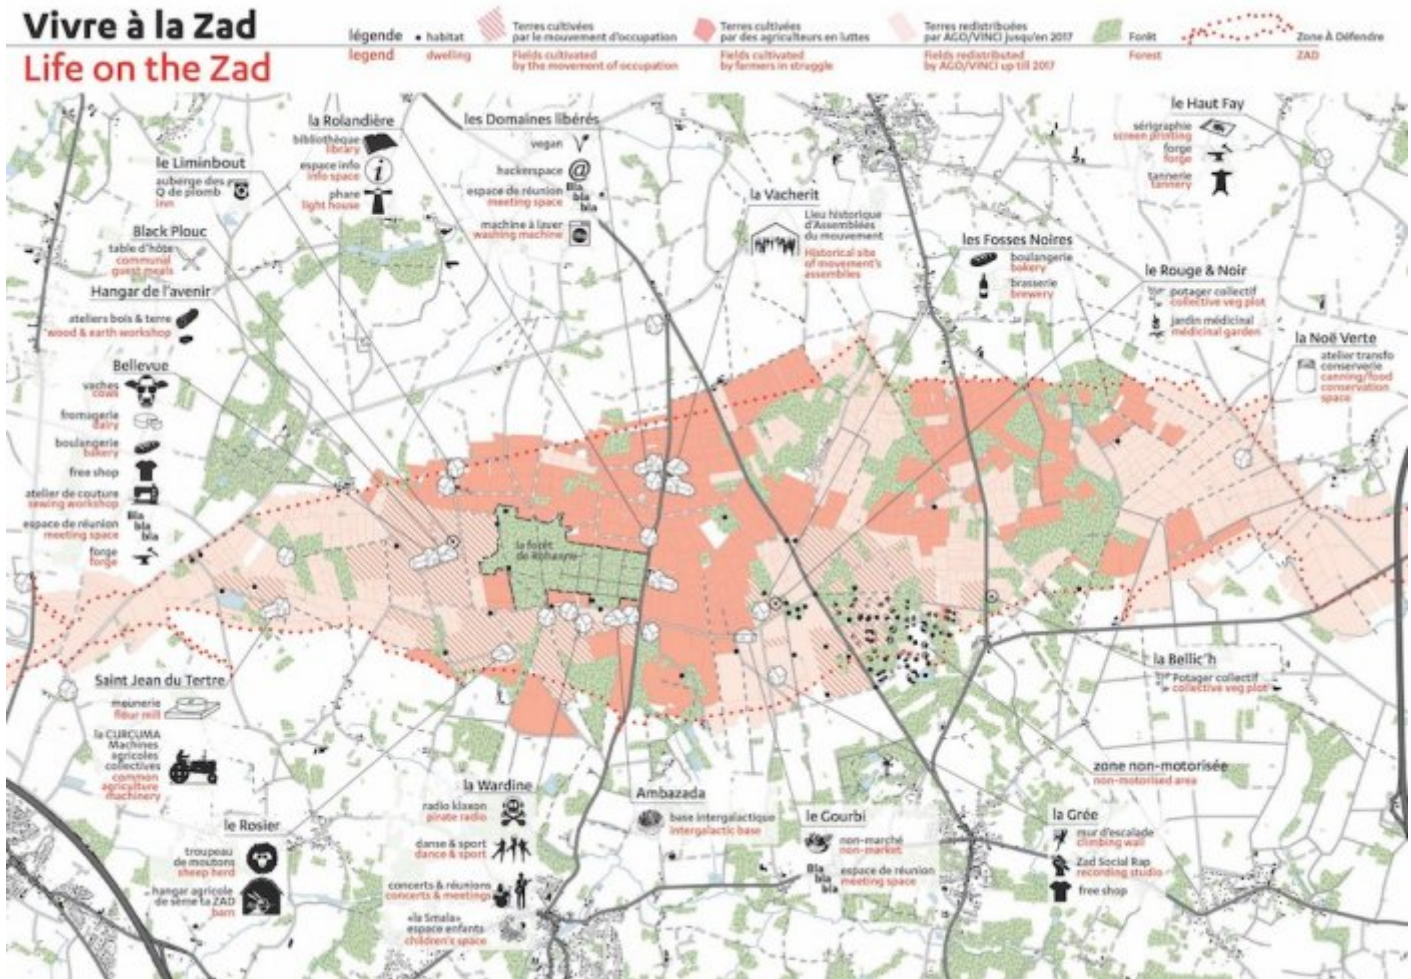 Vivre à la Zad
Life on the Zad
légende
legend
habitat
dwelling
Terres cultivées
par le mouvement d'occupation
Fields cultivated
by the movement of occupation
Terres cultivées
par des agriculteurs en luttes
Fields cultivated
by farmers in struggle
Terres redistribuées
par AGO/VINCI jusqu'en 2017
Fields redistributed
by AGO/VINCI up till 2017
Forêt
Forest
Zone À Défendre
ZAD
le Liminbout
auberge des
Q de plomb
inn
la Rolandière
bibliothèque
library
espace info
info space
phare
light house
les Domaines libérés
vegan
hackerspace
@
espace de réunion
meeting space
Bla
bla
bla
machine à laver
washing machine
la Vacherit
Lieu historique
d'Assemblées
du mouvement
Historical site
of movement's
assemblies
le Haut Fay
sérigraphie
screen printing
forge
forge
tannerie
tannery
les Fosses Noires
boulangerie
bakery
brasserie
brewery
le Rouge & Noir
potager collectif
collective veg plot
jardin médicinal
médicinal garden
la Noë Verte
atelier transfo
conserverie
canning/food
conservation
space
Black Plouc
table d'hôte
communal
guest meals
Hangar de l'avenir
ateliers bois & terre
wood & earth workshop
Bellevue
vaches
cows
fromagerie
dairy
boulangerie
bakery
free shop
atelier de couture
sewing workshop
espace de réunion
meeting space
Bla
bla
bla
forge
forge
la forêt
de Rohanne
Saint Jean du Tertre
meunerie
flour mill
la CURCUMA
Machines
agricoles
collectives
common
agriculture
machinery
le Rosier
troupeau
de moutons
sheep herd
hangar agricole
de sème ta ZAD
barn
la Wardine
radio klaxon
pirate radio
danse & sport
dance & sport
concerts & réunions
concerts & meetings
«la Smala»
espace enfants
children's space
Ambazada
base intergalactique
intergalactic base
le Gourbi
non-marché
non-market
Bla
bla
bla
espace de réunion
meeting space
la Bellic'h
Potager collectif
collective veg plot
zone non-motorisée
non-motorised area
la Grée
mur d'escalade
climbing wall
Zad Social Rap
recording studio
free shop